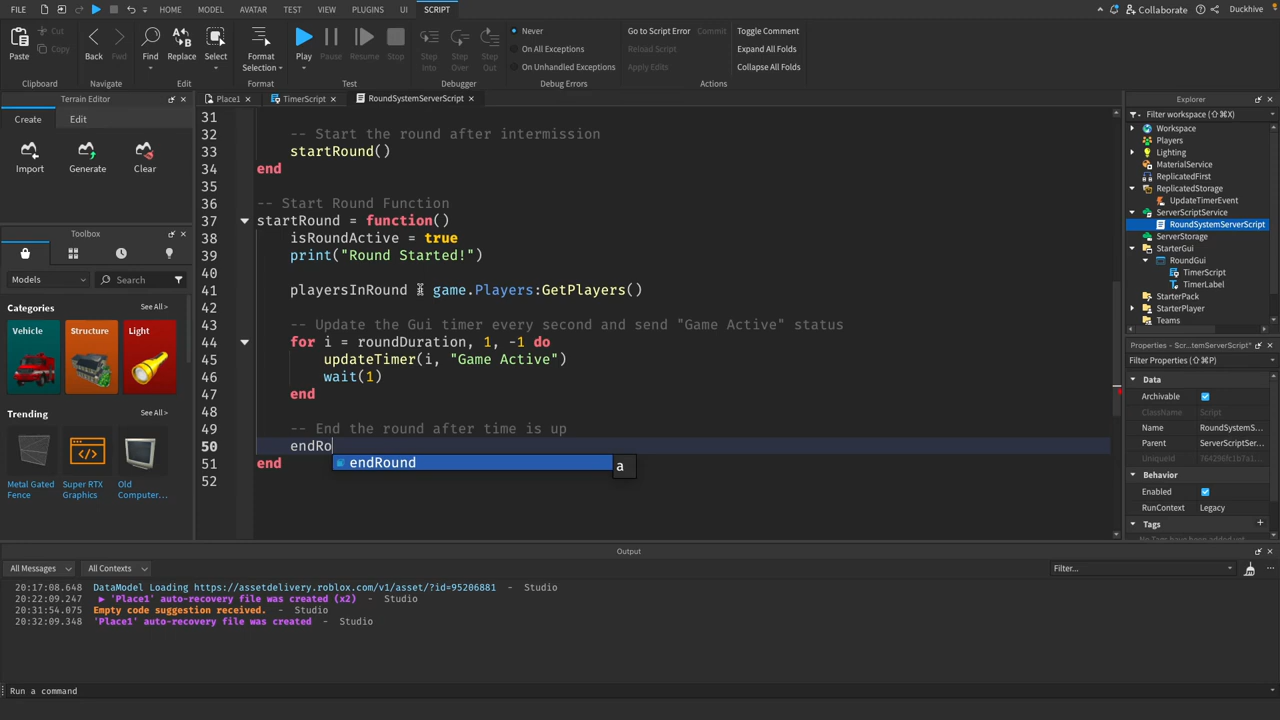 FILE HOME MODEL AVATAR TEST VIEW PLUGINS UI SCRIPT Collaborate Duckhive
Paste Cut Copy Back Fwd Find Replace Select Format Selection Play Pause Resume Stop Step Into Step Over Step Out Never On All Exceptions On Unhandled Exceptions Go to Script Error Reload Script Apply Edits Toggle Comment Expand All Folds Collapse All Folds
Clipboard Navigate Edit Format Test Debugger Debug Errors Actions
Terrain Editor
Create Edit
Import Generate Clear
Toolbox
Models Search
Categories See All >
Vehicle Structure Light
Trending See All >
Metal Gated Fence Super RTX Graphics Old Computer...
Place1 TimerScript RoundSystemServerScript
31
32 -- Start the round after intermission
33 startRound()
34 end
35
36 -- Start Round Function
37 startRound = function()
38 isRoundActive = true
39 print("Round Started!")
40
41 playersInRound game.Players:GetPlayers()
42
43 -- Update the Gui timer every second and send "Game Active" status
44 for i = roundDuration, 1, -1 do
45 updateTimer(i, "Game Active")
46 wait(1)
47 end
48
49 -- End the round after time is up
50 endRo
endRound a
51 end
52
Explorer
Filter workspace (⇧⌘X)
Workspace
Players
Lighting
MaterialService
ReplicatedFirst
ReplicatedStorage
UpdateTimerEvent
ServerScriptService
RoundSystemServerScript
ServerStorage
StarterGui
RoundGui
TimerScript
TimerLabel
StarterPack
StarterPlayer
Teams
Properties - Scr...temServerScript"
Filter Properties (⇧⌘P)
Data
Archivable
ClassName Script
Name RoundSystemS...
Parent ServerScriptSer...
UniqueId
Behavior
Enabled
RunContext Legacy
Tags
Output
All Messages All Contexts Filter...
20:17:08.648 DataModel Loading https://assetdelivery.roblox.com/v1/asset/?id=95206881 - Studio
20:22:09.247 ▶ 'Place1' auto-recovery file was created (x2) - Studio
20:31:54.075 Empty code suggestion received. - Studio
20:32:09.348 'Place1' auto-recovery file was created - Studio
Run a command